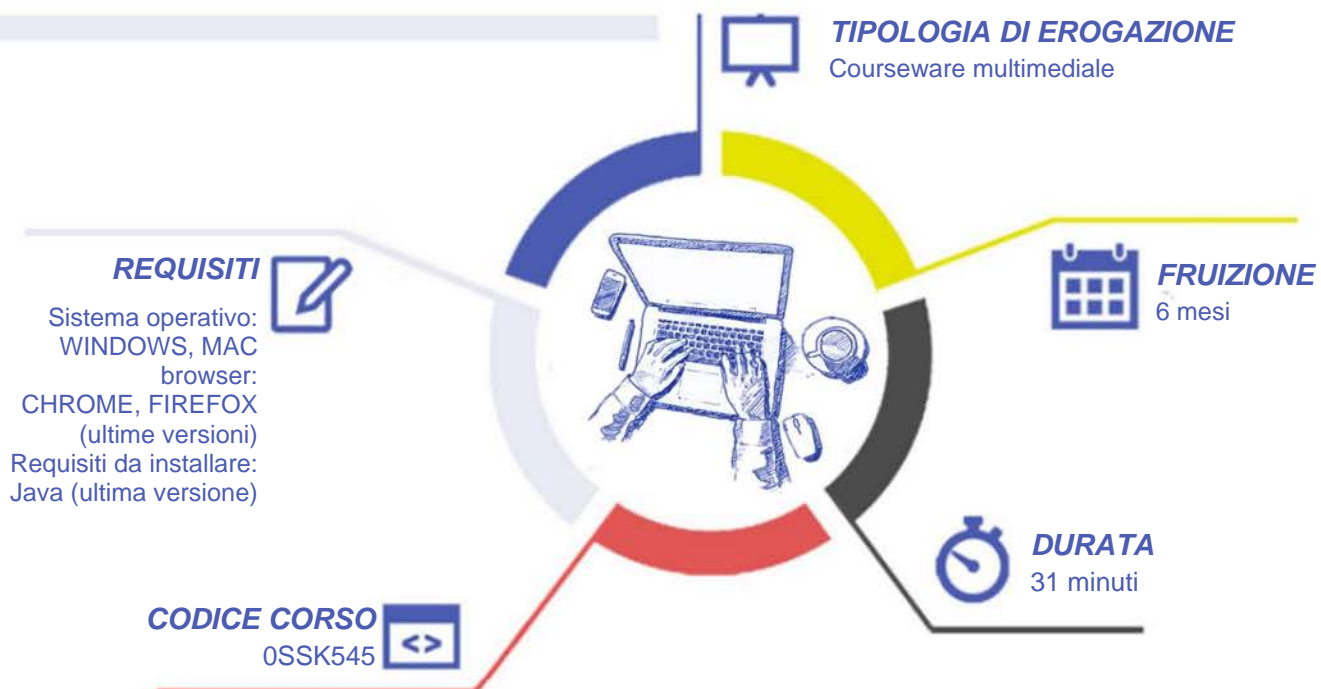 TIPOLOGIA DI EROGAZIONE
Courseware multimediale
REQUISITI
Sistema operativo:
WINDOWS, MAC
browser:
CHROME, FIREFOX
(ultime versioni)
Requisiti da installare:
Java (ultima versione)
FRUIZIONE
6 mesi
DURATA
31 minuti
CODICE CORSO
0SSK545